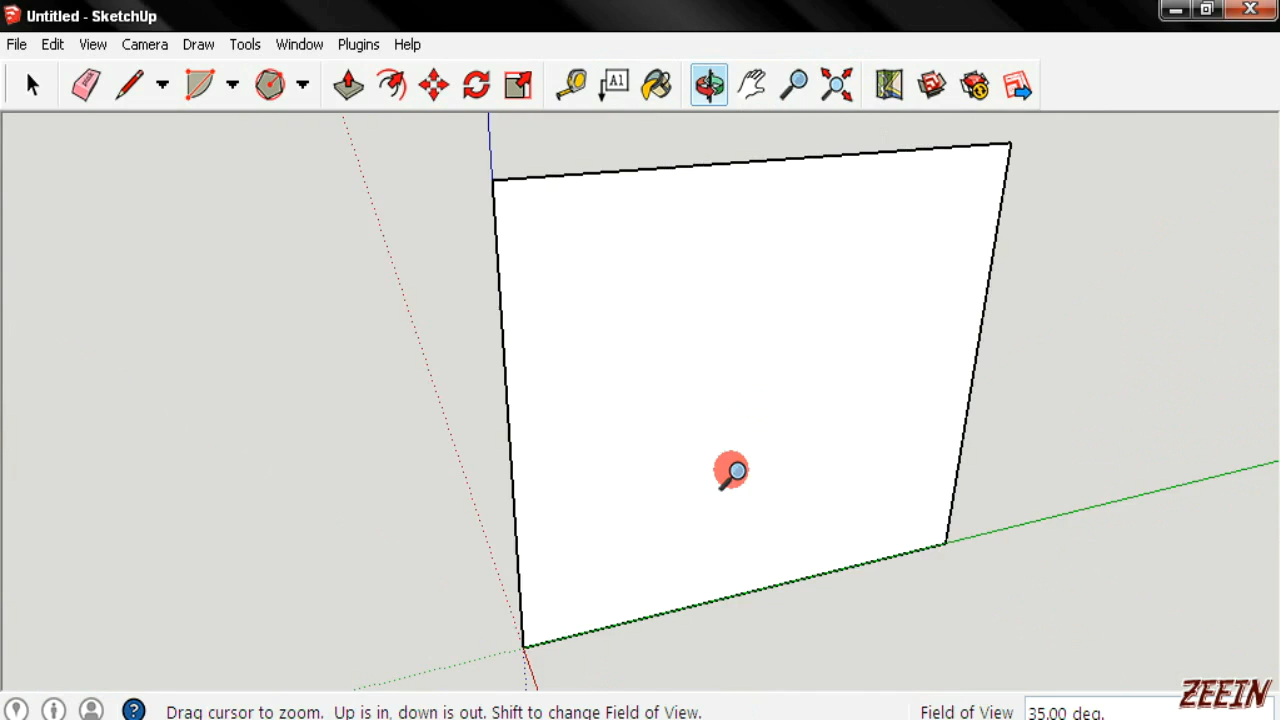 Untitled - SketchUp
File Edit View Camera Draw Tools Window Plugins Help
A1
Drag cursor to zoom. Up is in, down is out. Shift to change Field of View. Field of View 35.00 deg.
ZEEIN